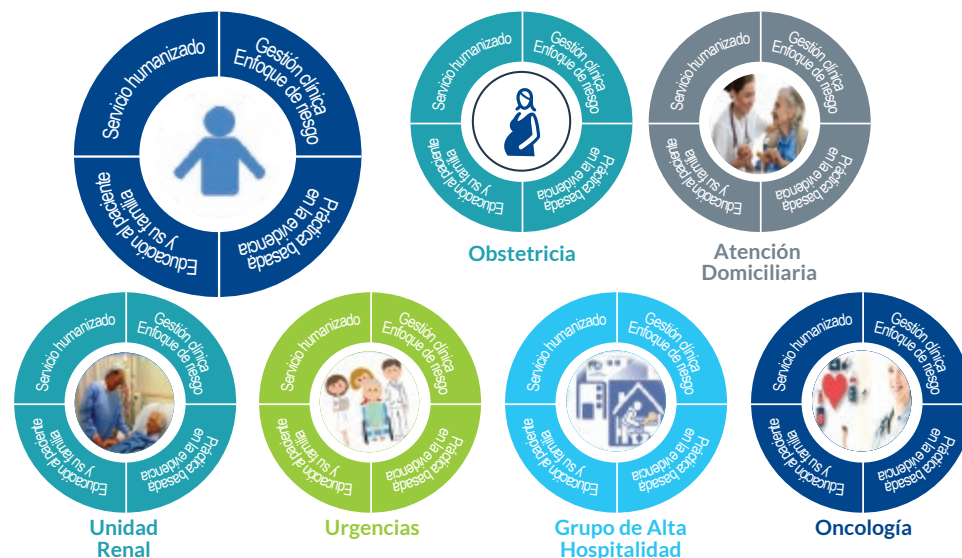 Servicio humanizado
Gestión clínica
Enfoque de riesgo
Educación al paciente
y su familia
Práctica basada
en la evidencia
Servicio humanizado
Gestión clínica
Enfoque de riesgo
Educación al paciente
y su familia
Práctica basada
en la evidencia
Obstetricia
Servicio humanizado
Gestión clínica
Enfoque de riesgo
Educación al paciente
y su familia
Práctica basada
en la evidencia
Atención
Domiciliaria
Servicio humanizado
Gestión clínica
Enfoque de riesgo
Educación al paciente
y su familia
Práctica basada
en la evidencia
Unidad
Renal
Servicio humanizado
Gestión clínica
Enfoque de riesgo
Educación al paciente
y su familia
Práctica basada
en la evidencia
Urgencias
Servicio humanizado
Gestión clínica
Enfoque de riesgo
Educación al paciente
y su familia
Práctica basada
en la evidencia
Grupo de Alta
Hospitalidad
Servicio humanizado
Gestión clínica
Enfoque de riesgo
Educación al paciente
y su familia
Práctica basada
en la evidencia
Oncología